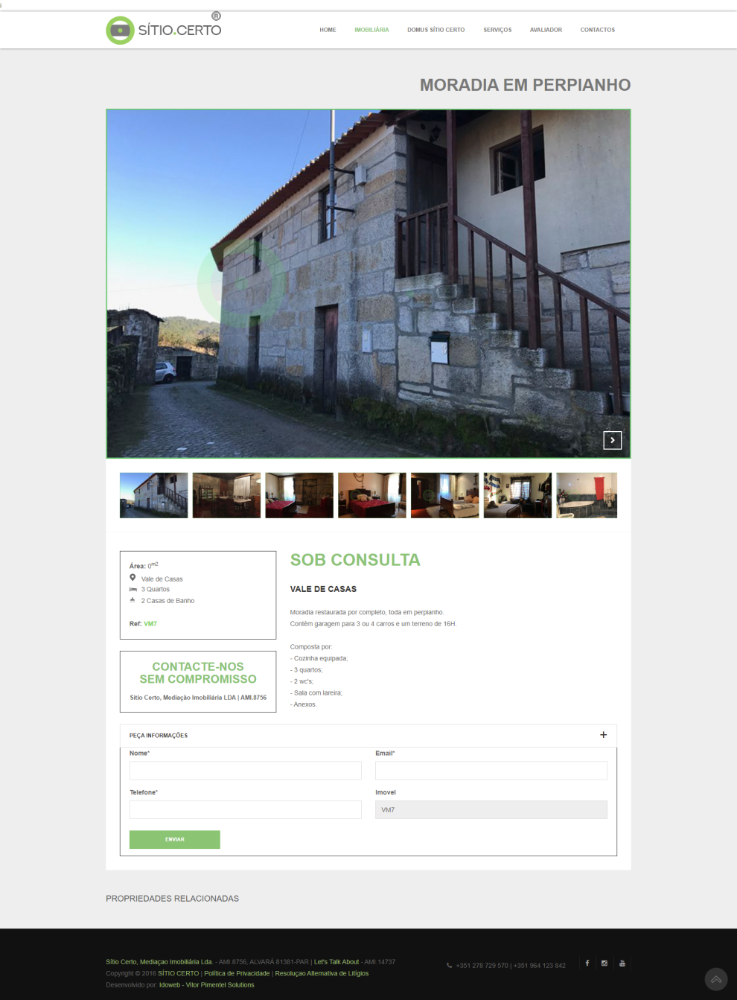 SÍTIO.CERTO ®
HOME IMOBILIÁRIA DOMUS SÍTIO CERTO SERVIÇOS AVALIADOR CONTACTOS
MORADIA EM PERPIANHO
Área: 0m2
Vale de Casas
3 Quartos
2 Casas de Banho
Ref: VM7
CONTACTE-NOS
SEM COMPROMISSO
Sítio Certo, Mediação Imobiliária LDA | AMI.8756
SOB CONSULTA
VALE DE CASAS
Moradia restaurada por completo, toda em perpianho.
Contém garagem para 3 ou 4 carros e um terreno de 16H.
Composta por:
- Cozinha equipada;
- 3 quartos;
- 2 wc's;
- Sala com lareira;
- Anexos.
PEÇA INFORMAÇÕES +
Nome* Email*
Telefone* Imovel
VM7
ENVIAR
PROPRIEDADES RELACIONADAS
Sítio Certo, Mediaçao Imobiliária Lda. - AMI.8756, ALVARÁ 81381-PAR | Let's Talk About - AMI.14737
Copyright © 2016 SÍTIO CERTO | Política de Privacidade | Resoluçao Alternativa de Litígios
Desenvolvido por: Idoweb - Vitor Pimentel Solutions
+351 278 729 570 | +351 964 123 842